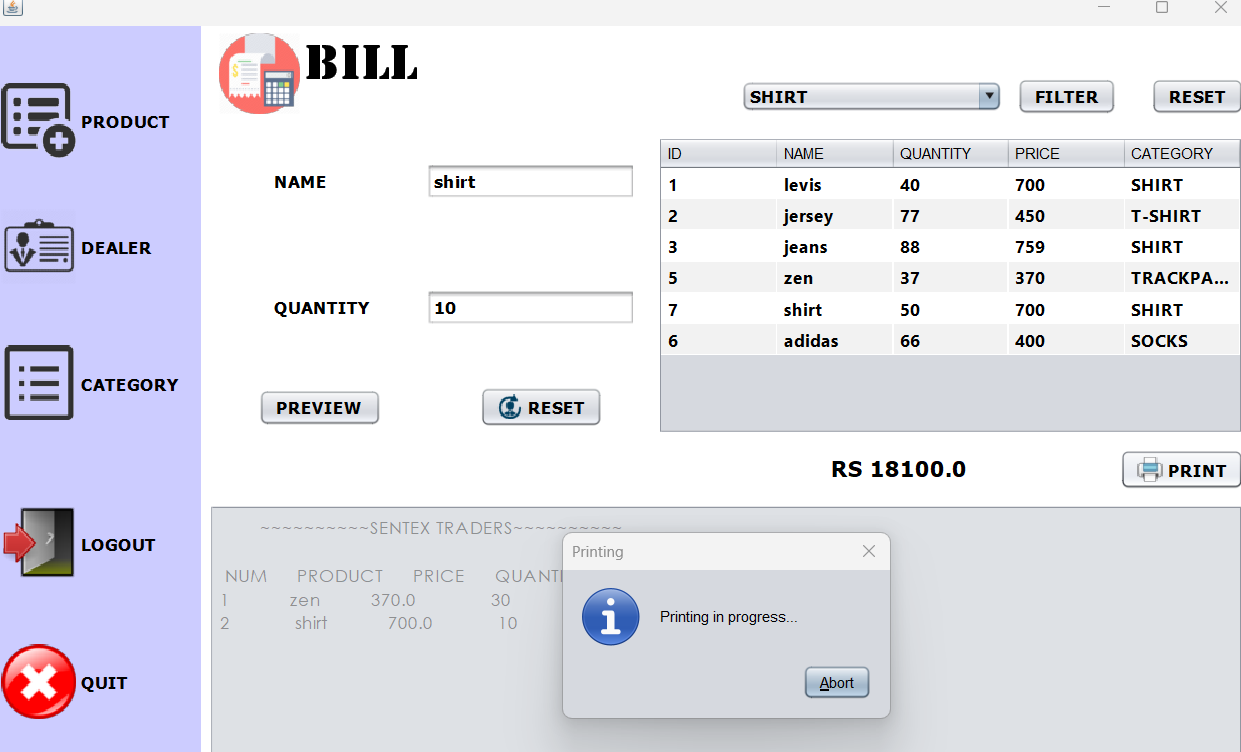 BILL
PRODUCT
DEALER
CATEGORY
LOGOUT
QUIT
SHIRT FILTER RESET
NAME shirt
QUANTITY 10
PREVIEW RESET
ID NAME QUANTITY PRICE CATEGORY
1 levis 40 700 SHIRT
2 jersey 77 450 T-SHIRT
3 jeans 88 759 SHIRT
5 zen 37 370 TRACKPA...
7 shirt 50 700 SHIRT
6 adidas 66 400 SOCKS
RS 18100.0 PRINT
~~~~~~~~~~SENTEX TRADERS~~~~~~~~~~
NUM PRODUCT PRICE QUANTI
1 zen 370.0 30
2 shirt 700.0 10
Printing
Printing in progress...
Abort